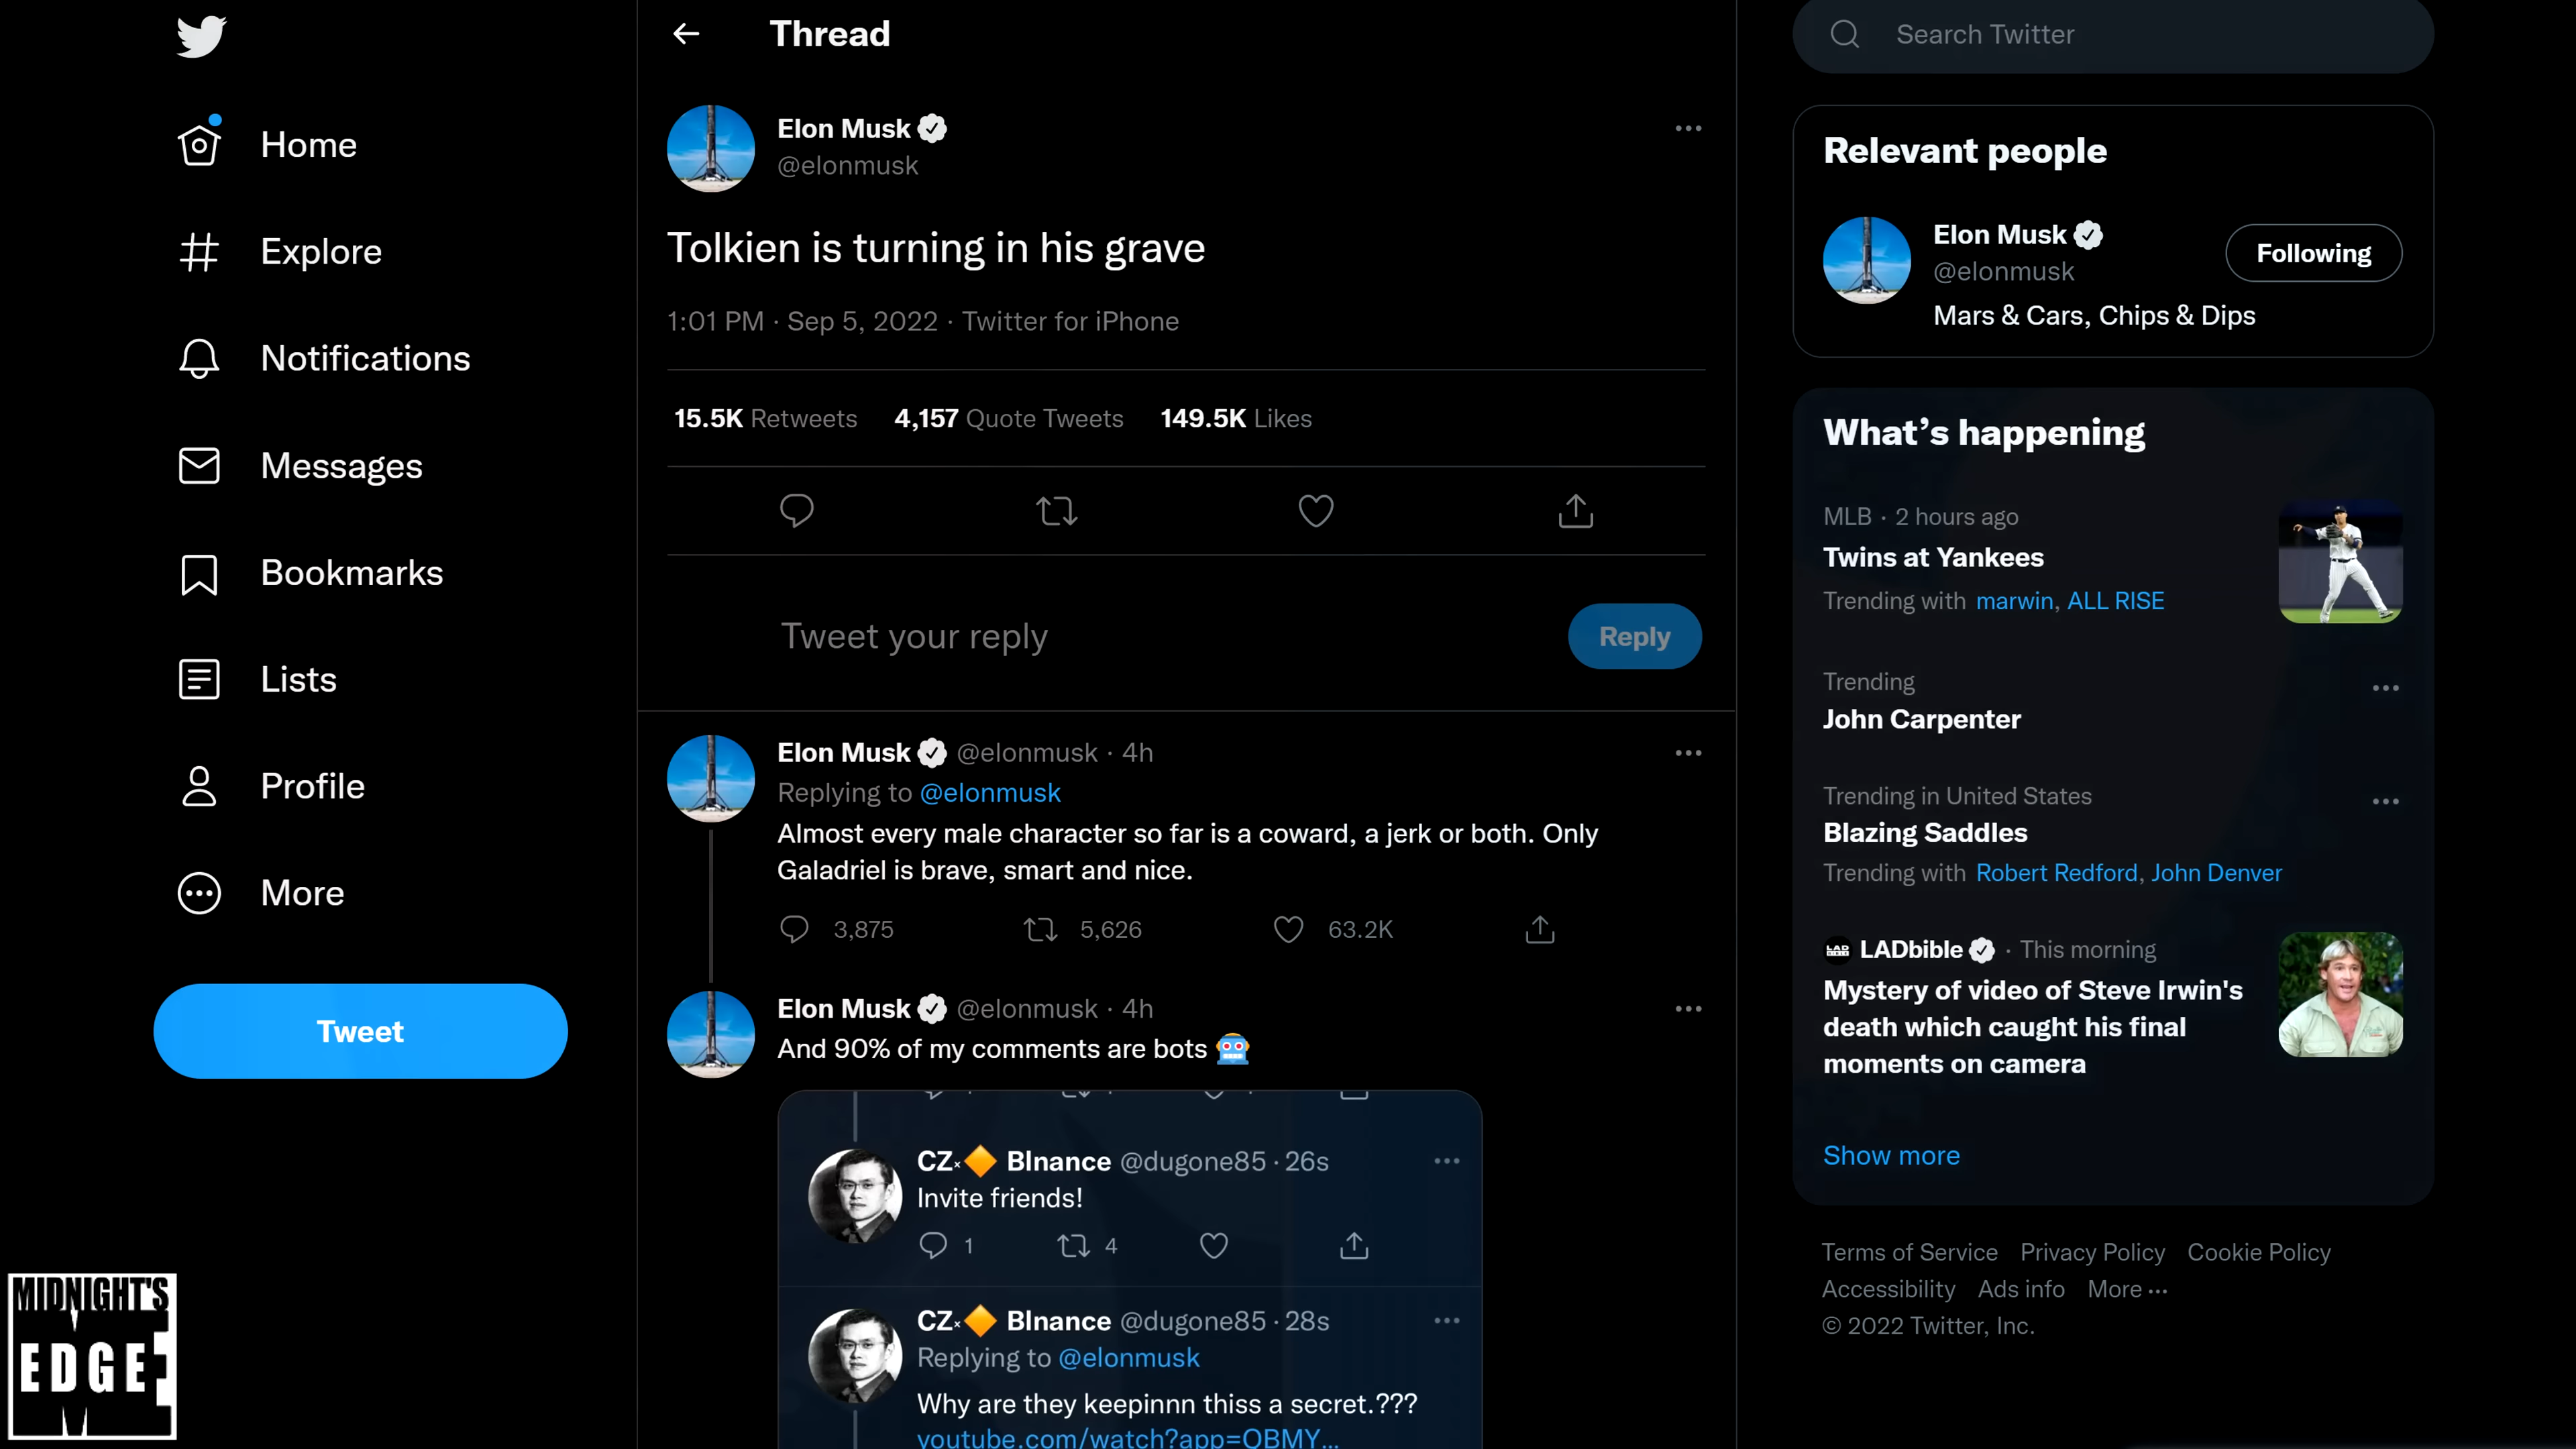 Home
Explore
Notifications
Messages
Bookmarks
Lists
Profile
More
Tweet
MIDNIGHT'S
EDGE
Thread
Elon Musk
@elonmusk
Tolkien is turning in his grave
1:01 PM · Sep 5, 2022 · Twitter for iPhone
15.5K Retweets 4,157 Quote Tweets 149.5K Likes
Tweet your reply
Reply
Elon Musk @elonmusk · 4h
Replying to @elonmusk
Almost every male character so far is a coward, a jerk or both. Only
Galadriel is brave, smart and nice.
3,875 5,626 63.2K
Elon Musk @elonmusk · 4h
And 90% of my comments are bots 🤖
CZ 🔶 BInance @dugone85 · 26s
Invite friends!
1 4
CZ 🔶 BInance @dugone85 · 28s
Replying to @elonmusk
Why are they keepinnn thiss a secret.???
youtube.com/watch?app=OBMY...
Search Twitter
Relevant people
Elon Musk
@elonmusk
Following
Mars & Cars, Chips & Dips
What's happening
MLB · 2 hours ago
Twins at Yankees
Trending with marwin, ALL RISE
Trending
John Carpenter
Trending in United States
Blazing Saddles
Trending with Robert Redford, John Denver
LAD
BIBLE
LADbible · This morning
Mystery of video of Steve Irwin's
death which caught his final
moments on camera
Show more
Terms of Service Privacy Policy Cookie Policy
Accessibility Ads info More ···
© 2022 Twitter, Inc.